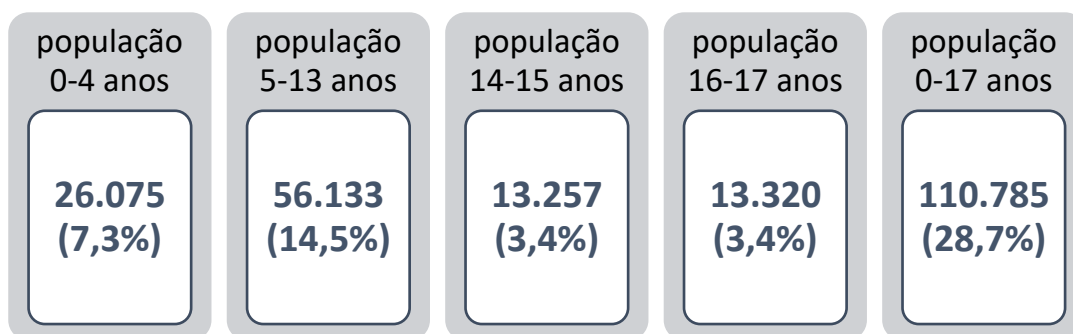 população
0-4 anos
26.075
(7,3%)
população
5-13 anos
56.133
(14,5%)
população
14-15 anos
13.257
(3,4%)
população
16-17 anos
13.320
(3,4%)
população
0-17 anos
110.785
(28,7%)